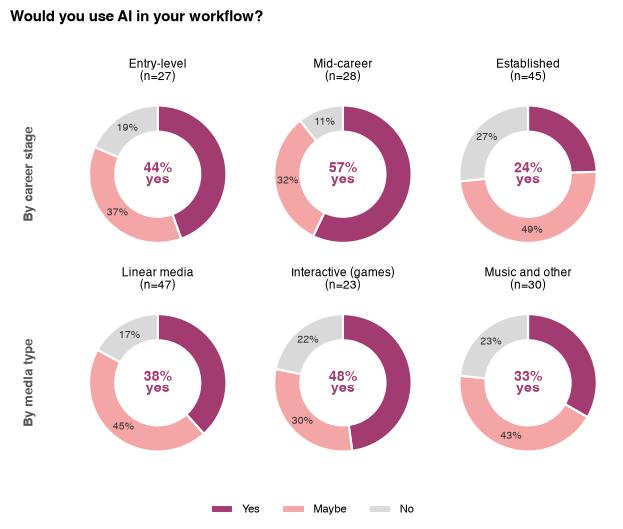 Would you use AI in your workflow?
By career stage
Entry-level
(n=27)
19%
44%
yes
37%
Mid-career
(n=28)
11%
57%
yes
32%
Established
(n=45)
27%
24%
yes
49%
By media type
Linear media
(n=47)
17%
38%
yes
45%
Interactive (games)
(n=23)
22%
48%
yes
30%
Music and other
(n=30)
23%
33%
yes
43%
Yes
Maybe
No